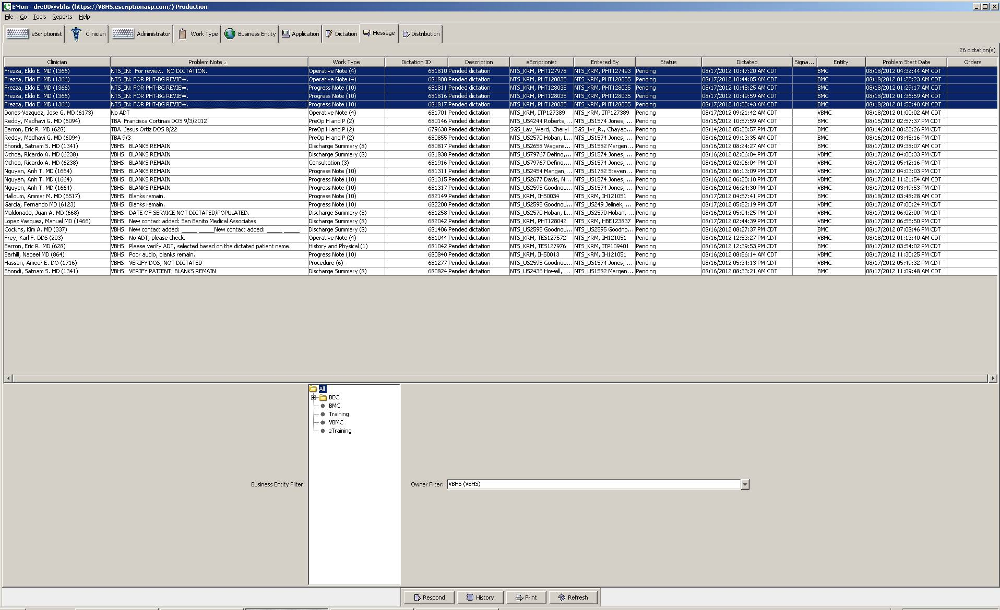 EMon - dre00@vbhs (https://VBHS.escriptionasp.com/) Production
File Go Tools Reports Help
eScriptionist Clinician Administrator Work Type Business Entity Application Dictation Message Distribution
26 dictation(s)
Clinician Problem Note Work Type Dictation ID Description eScriptionist Entered By Status Dictated Signa... Entity Problem Start Date Orders
Frezza, Eldo E. MD (1366) NTS_IN: For review. NO DICTATION. Operative Note (4) 681810 Pended dictation NTS_KRM, PHT127978 NTS_KRM, PHT127493 Pending 08/17/2012 10:47:20 AM CDT BMC 08/18/2012 04:32:44 AM CDT
Frezza, Eldo E. MD (1366) NTS_IN: FOR PHT-BG REVIEW. Operative Note (4) 681808 Pended dictation NTS_KRM, PHT128035 NTS_KRM, PHT128035 Pending 08/17/2012 10:44:05 AM CDT BMC 08/18/2012 01:23:23 AM CDT
Frezza, Eldo E. MD (1366) NTS_IN: FOR PHT-BG REVIEW. Progress Note (10) 681811 Pended dictation NTS_KRM, PHT128035 NTS_KRM, PHT128035 Pending 08/17/2012 10:48:25 AM CDT BMC 08/18/2012 01:29:17 AM CDT
Frezza, Eldo E. MD (1366) NTS_IN: FOR PHT-BG REVIEW. Progress Note (10) 681816 Pended dictation NTS_KRM, PHT128035 NTS_KRM, PHT128035 Pending 08/17/2012 10:49:59 AM CDT BMC 08/18/2012 01:36:59 AM CDT
Frezza, Eldo E. MD (1366) NTS_IN: FOR PHT-BG REVIEW. Progress Note (10) 681817 Pended dictation NTS_KRM, PHT128035 NTS_KRM, PHT128035 Pending 08/17/2012 10:50:43 AM CDT BMC 08/18/2012 01:52:40 AM CDT
Dones-Vazquez, Jose G. MD (6173) No ADT Operative Note (4) 681701 Pended dictation NTS_KRM, ITP127389 NTS_KRM, ITP127389 Pending 08/17/2012 09:21:42 AM CDT VBMC 08/18/2012 01:00:02 AM CDT
Reddy, Madhavi G. MD (6094) TBA Francisca Cortinas DOS 9/3/2012 PreOp H and P (2) 680146 Pended dictation NTS_US4244 Roberts,... NTS_US1574 Jones, ... Pending 08/15/2012 10:57:59 AM CDT BMC 08/15/2012 02:57:37 PM CDT
Barron, Eric R. MD (628) TBA Jesus Ortiz DOS 8/22 PreOp H and P (2) 679630 Pended dictation SGS_Lav_Ward, Cheryl SGS_Ivr_R., Chayap... Pending 08/14/2012 05:20:57 PM CDT BMC 08/14/2012 08:22:26 PM CDT
Reddy, Madhavi G. MD (6094) TBA 9/3 PreOp H and P (2) 680855 Pended dictation NTS_US2570 Hoban, L... NTS_US1574 Jones, ... Pending 08/16/2012 09:13:35 AM CDT BMC 08/16/2012 03:45:16 PM CDT
Bhondi, Satnam S. MD (1341) VBHS: BLANKS REMAIN Discharge Summary (8) 680817 Pended dictation NTS_US2658 Wagens... NTS_US1582 Mergen... Pending 08/16/2012 08:24:27 AM CDT BMC 08/17/2012 09:38:07 AM CDT
Ochoa, Ricardo A. MD (6238) VBHS: BLANKS REMAIN Discharge Summary (8) 681838 Pended dictation NTS_US79767 Defino,... NTS_US1574 Jones, ... Pending 08/16/2012 02:06:04 PM CDT VBMC 08/17/2012 04:00:33 PM CDT
Ochoa, Ricardo A. MD (6238) VBHS: BLANKS REMAIN Consultation (3) 681916 Pended dictation NTS_US79767 Defino,... NTS_US1574 Jones, ... Pending 08/16/2012 02:06:04 PM CDT VBMC 08/17/2012 05:42:16 PM CDT
Nguyen, Anh T. MD (1664) VBHS: BLANKS REMAIN Progress Note (10) 681311 Pended dictation NTS_US2454 Mangan,... NTS_US1782 Steven... Pending 08/16/2012 06:13:09 PM CDT VBMC 08/17/2012 04:03:03 PM CDT
Nguyen, Anh T. MD (1664) VBHS: BLANKS REMAIN Progress Note (10) 681315 Pended dictation NTS_US2677 Davis, N... NTS_US1574 Jones, ... Pending 08/16/2012 06:20:10 PM CDT VBMC 08/17/2012 11:21:54 AM CDT
Nguyen, Anh T. MD (1664) VBHS: BLANKS REMAIN Progress Note (10) 681317 Pended dictation NTS_US2595 Goodnou... NTS_US1574 Jones, ... Pending 08/16/2012 06:24:30 PM CDT VBMC 08/17/2012 03:49:53 PM CDT
Halloum, Ammar M. MD (6517) VBHS: Blanks remain. Progress Note (10) 682149 Pended dictation NTS_KRM, IH50034 NTS_KRM, IH121051 Pending 08/17/2012 04:57:41 PM CDT BMC 08/18/2012 03:48:28 AM CDT
Garcia, Fernando MD (6123) VBHS: Blanks remain. Progress Note (10) 682200 Pended dictation NTS_US2595 Goodnou... NTS_US249 Jelinek, ... Pending 08/17/2012 05:52:19 PM CDT VBMC 08/17/2012 07:00:24 PM CDT
Maldonado, Juan A. MD (668) VBHS: DATE OF SERVICE NOT DICTATED/POPULATED. Discharge Summary (8) 681258 Pended dictation NTS_US2570 Hoban, L... NTS_US2570 Hoban, ... Pending 08/16/2012 05:04:25 PM CDT VBMC 08/17/2012 06:02:00 PM CDT
Lopez Vasquez, Manuel MD (1466) VBHS: New contact added: San Benito Medical Associates Discharge Summary (8) 682042 Pended dictation NTS_KRM, PHT128042 NTS_KRM, HBE123837 Pending 08/17/2012 02:44:39 PM CDT VBMC 08/17/2012 06:55:50 PM CDT
Cockins, Kim A. MD (337) VBHS: New contact added: _____ _____New contact added: _____ _____ Discharge Summary (8) 681406 Pended dictation NTS_US2595 Goodnou... NTS_US2595 Goodno... Pending 08/16/2012 08:27:37 PM CDT BMC 08/17/2012 07:08:46 PM CDT
Frey, Karl F. DDS (203) VBHS: No ADT, please check. Operative Note (4) 681044 Pended dictation NTS_KRM, TES127572 NTS_KRM, IH121051 Pending 08/16/2012 12:53:27 PM CDT VBMC 08/18/2012 01:13:40 AM CDT
Barron, Eric R. MD (628) VBHS: Please verify ADT, selected based on the dictated patient name. History and Physical (1) 681042 Pended dictation NTS_KRM, TES127976 NTS_KRM, ITP109401 Pending 08/16/2012 12:39:53 PM CDT BMC 08/17/2012 03:54:02 PM CDT
Sarhill, Nabeel MD (864) VBHS: Poor audio, blanks remain. Progress Note (10) 680840 Pended dictation NTS_KRM, IH50013 NTS_KRM, IH121051 Pending 08/16/2012 08:56:14 AM CDT VBMC 08/17/2012 11:30:25 PM CDT
Hassan, Ameer E. DO (1716) VBHS: VERIFY DOS, NOT DICTATED Procedure (6) 681277 Pended dictation NTS_US2595 Goodnou... NTS_US1574 Jones, ... Pending 08/16/2012 05:34:13 PM CDT VBMC 08/17/2012 05:49:32 PM CDT
Bhondi, Satnam S. MD (1341) VBHS: VERIFY PATIENT; BLANKS REMAIN Discharge Summary (8) 680824 Pended dictation NTS_US2436 Howell, ... NTS_US1582 Mergen... Pending 08/16/2012 08:33:21 AM CDT BMC 08/17/2012 11:09:48 AM CDT
All
BEC
BMC
Training
VBMC
zTraining
Business Entity Filter:
Owner Filter: VBHS (VBHS)
Respond History Print Refresh